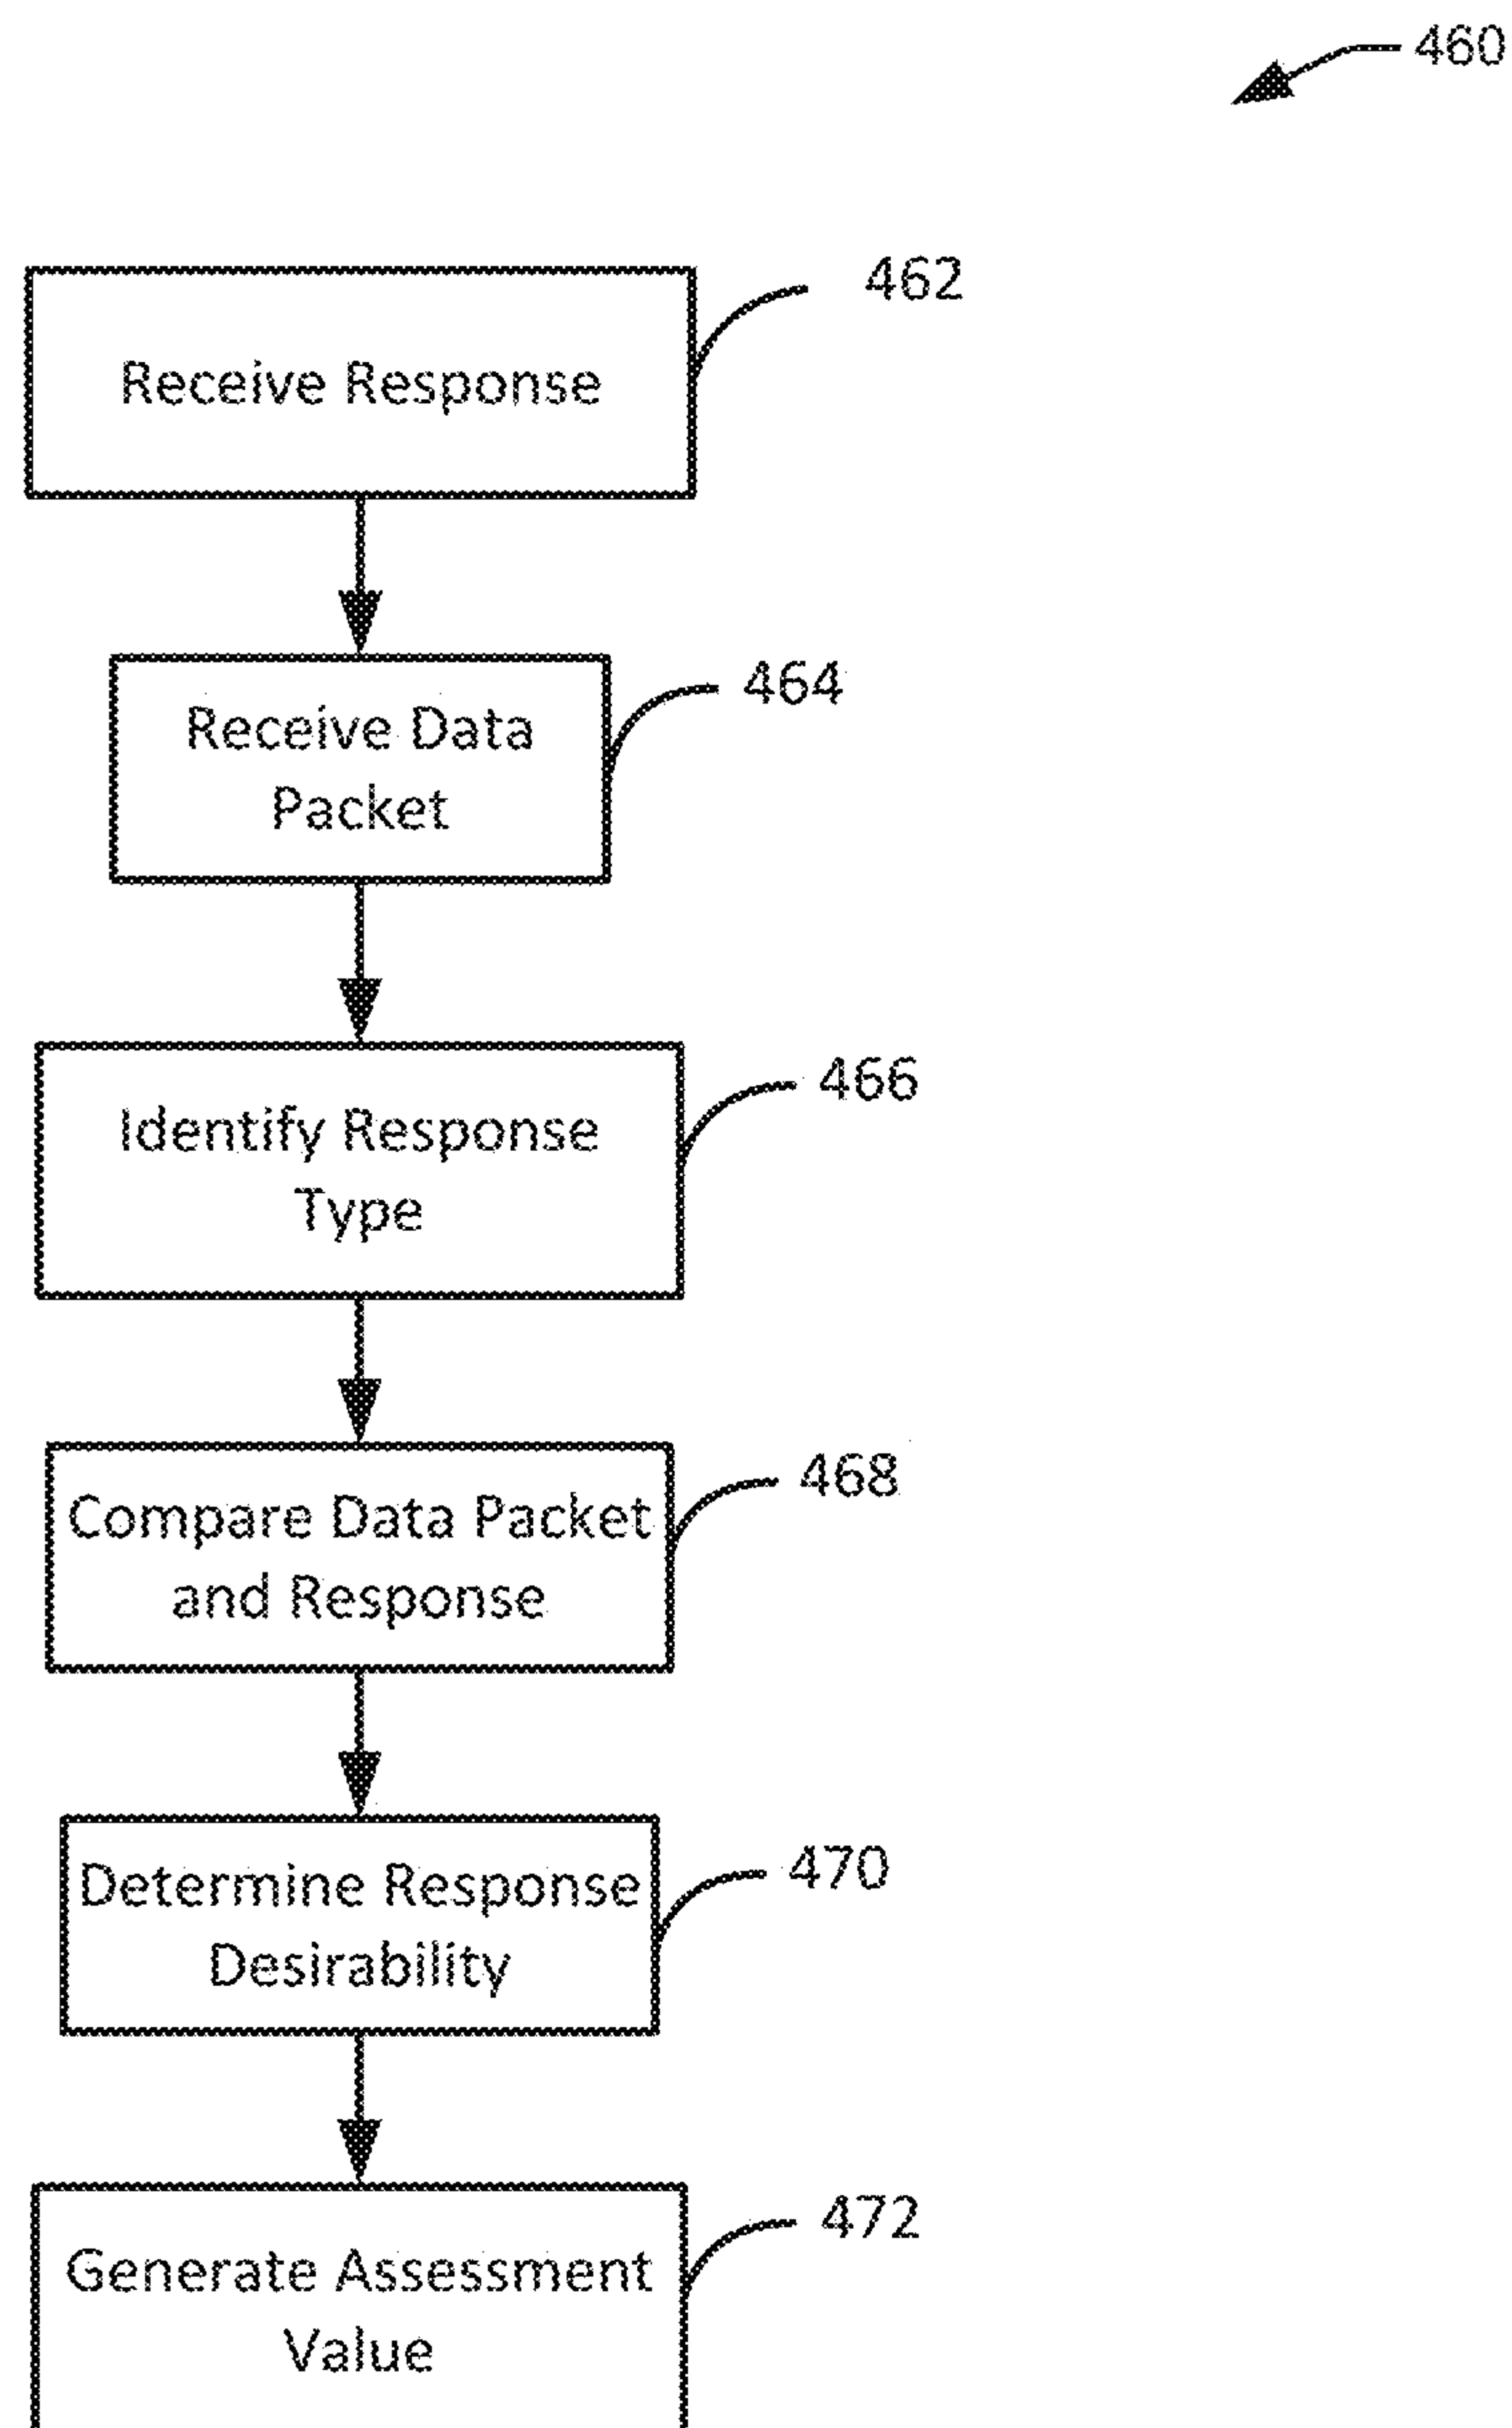 460
462
Receive Response
464
Receive Data
Packet
466
Identify Response
Type
468
Compare Data Packet
and Response
470
Determine Response
Desirability
472
Generate Assessment
Value